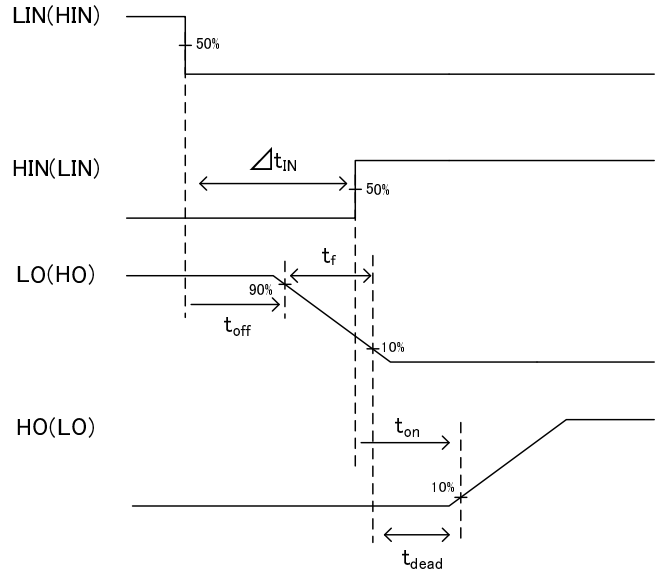 LIN(HIN)
50%
HIN(LIN)
⊿tIN
50%
LO(HO)
tf
90%
toff
10%
HO(LO)
ton
10%
tdead